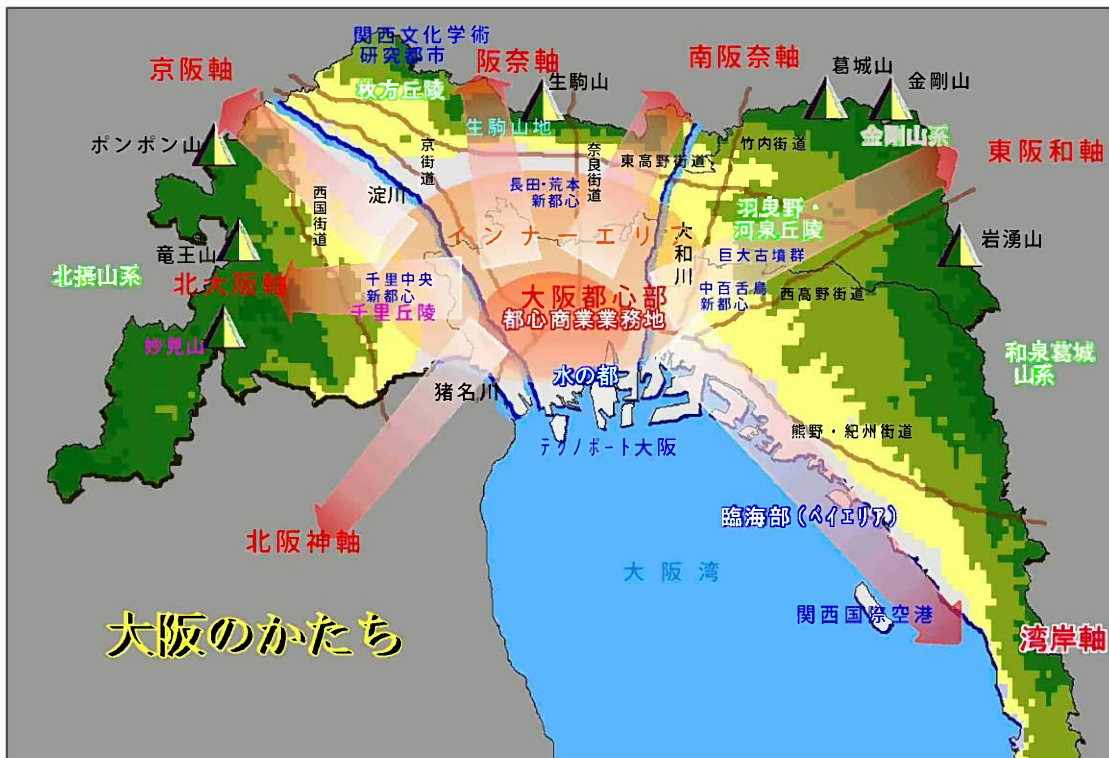 関西文化学術
研究都市
京阪軸
阪奈軸
南阪奈軸
生駒山
葛城山
金剛山
枚方丘陵
生駒山地
金剛山系
ポンポン山
京街道
奈良街道
東高野街道
竹内街道
東阪和軸
西国街道
淀川
長田・荒本
新都心
羽曳野・
河泉丘陵
インナーエリア
大和川
巨大古墳群
岩湧山
竜王山
北摂山系
北大阪軸
千里中央
新都心
千里丘陵
大阪都心部
都心商業業務地
中百舌鳥
新都心
西高野街道
妙見山
和泉葛城
山系
猪名川
水の都
テクノポート大阪
熊野・紀州街道
臨海部(ベイエリア)
北阪神軸
大阪湾
関西国際空港
大阪のかたち
湾岸軸